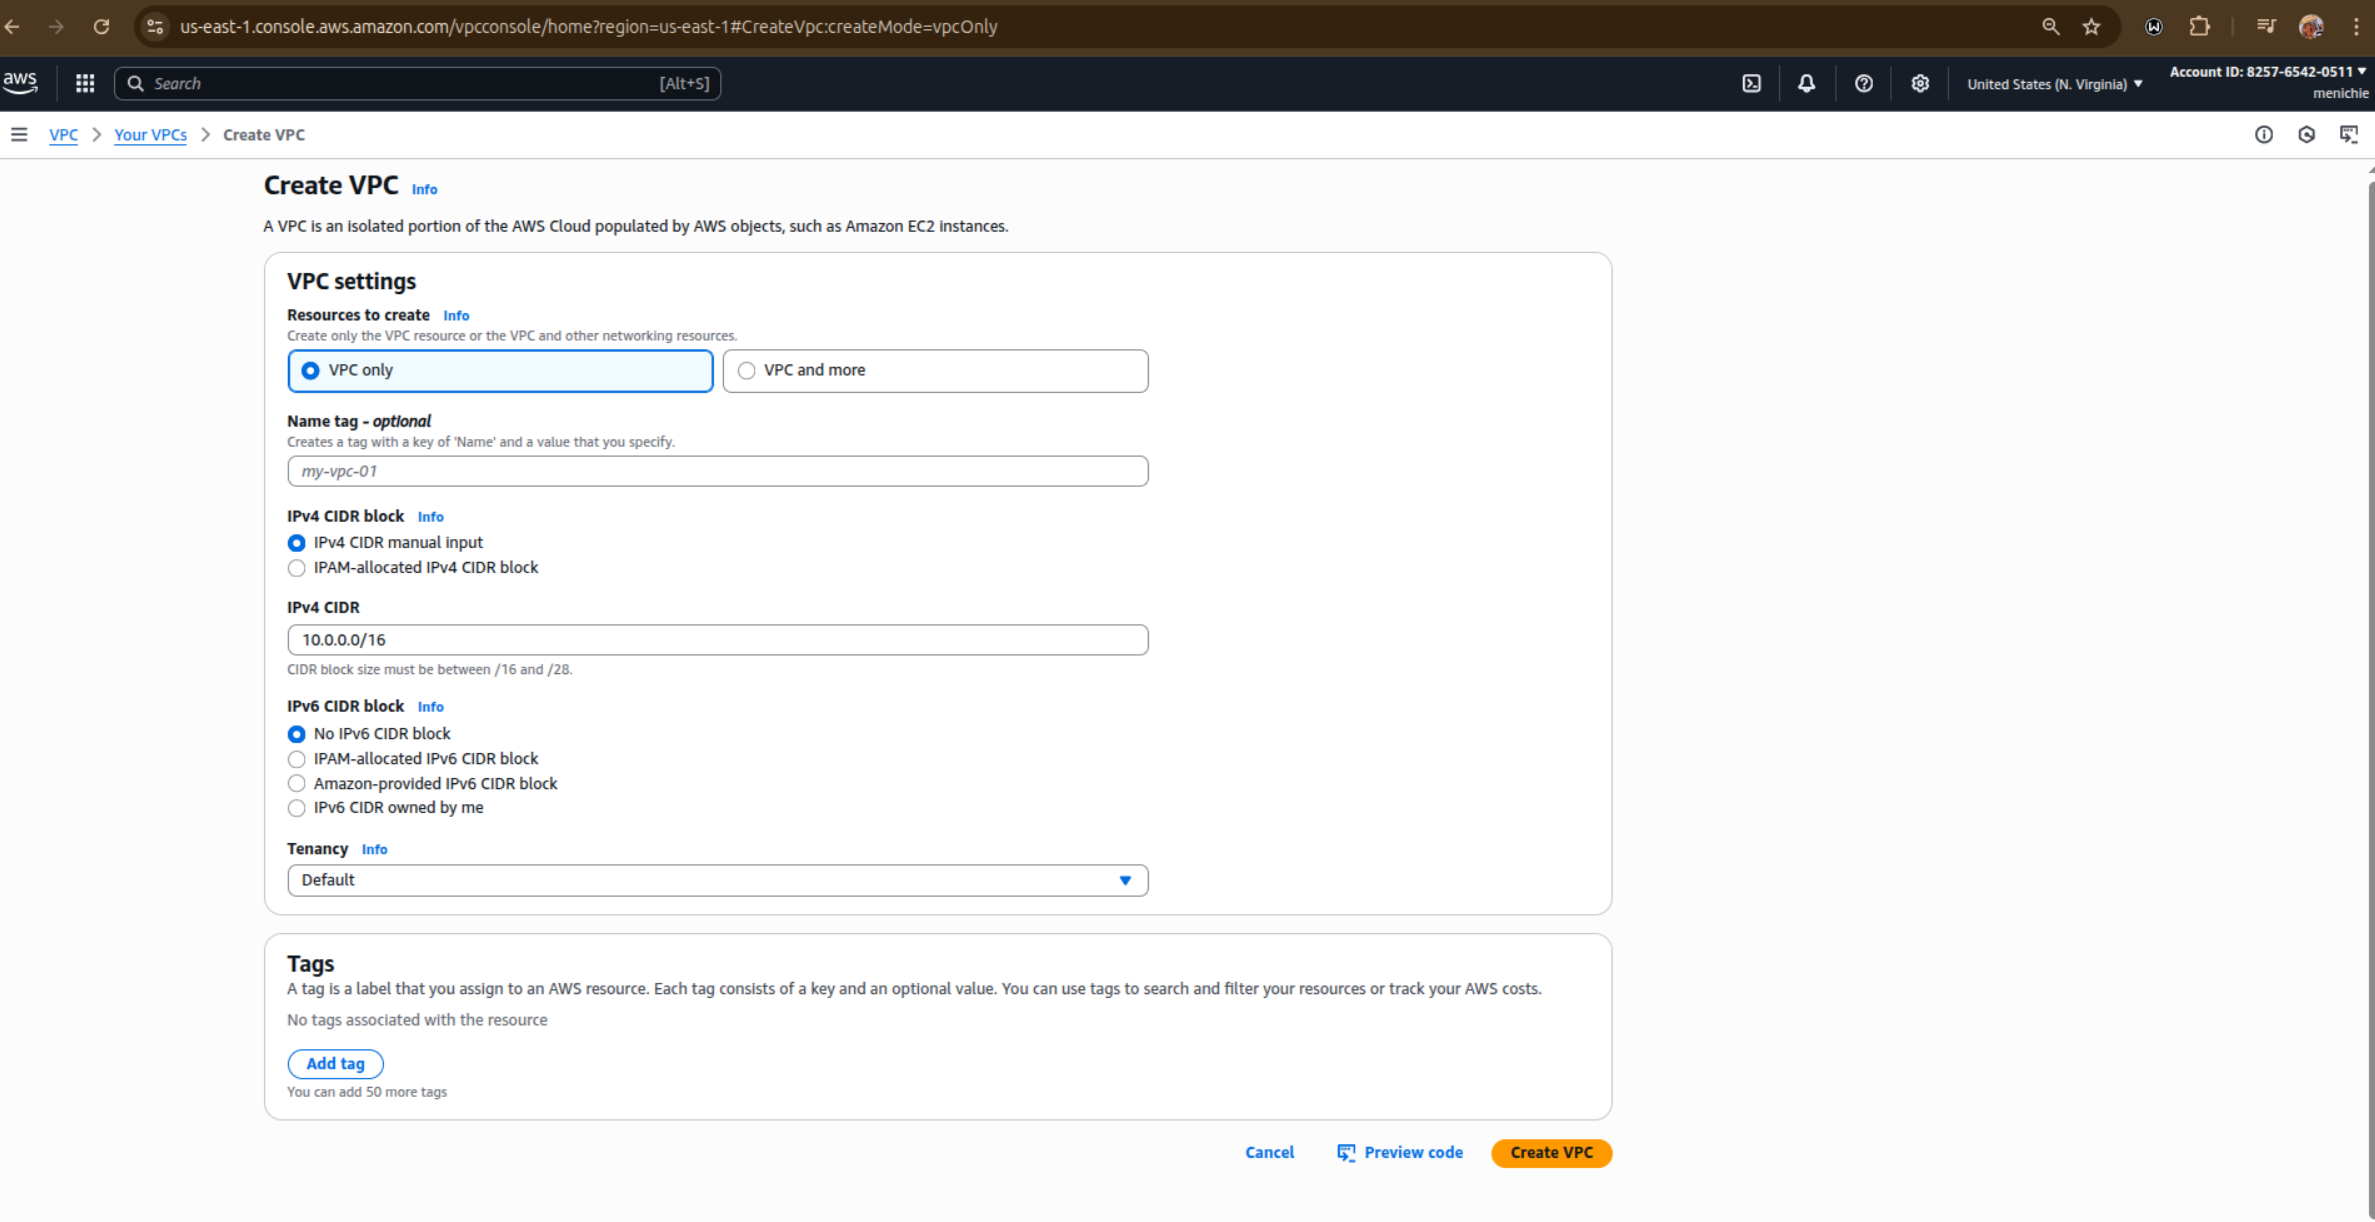 us-east-1.console.aws.amazon.com/vpcconsole/home?region=us-east-1#CreateVpc:createMode=vpcOnly
aws Search [Alt+S] United States (N. Virginia) Account ID: 8257-6542-0511
menichie
VPC Your VPCs Create VPC
Create VPC Info
A VPC is an isolated portion of the AWS Cloud populated by AWS objects, such as Amazon EC2 instances.
VPC settings
Resources to create Info
Create only the VPC resource or the VPC and other networking resources.
VPC only VPC and more
Name tag - optional
Creates a tag with a key of 'Name' and a value that you specify.
my-vpc-01
IPv4 CIDR block Info
IPv4 CIDR manual input
IPAM-allocated IPv4 CIDR block
IPv4 CIDR
10.0.0.0/16
CIDR block size must be between /16 and /28.
IPv6 CIDR block Info
No IPv6 CIDR block
IPAM-allocated IPv6 CIDR block
Amazon-provided IPv6 CIDR block
IPv6 CIDR owned by me
Tenancy Info
Default
Tags
A tag is a label that you assign to an AWS resource. Each tag consists of a key and an optional value. You can use tags to search and filter your resources or track your AWS costs.
No tags associated with the resource
Add tag
You can add 50 more tags
Cancel Preview code Create VPC